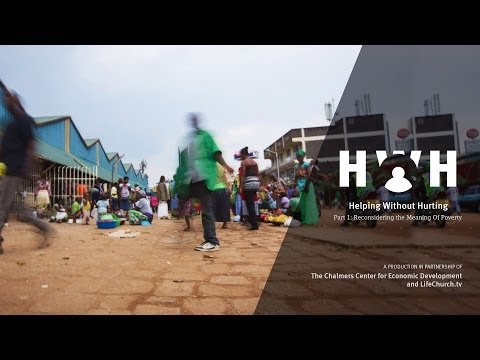 HWH
Helping Without Hurting
Part 1: Reconsidering the Meaning Of Poverty
A PRODUCTION IN PARTNERSHIP OF
The Chalmers Center for Economic Development
and LifeChurch.tv